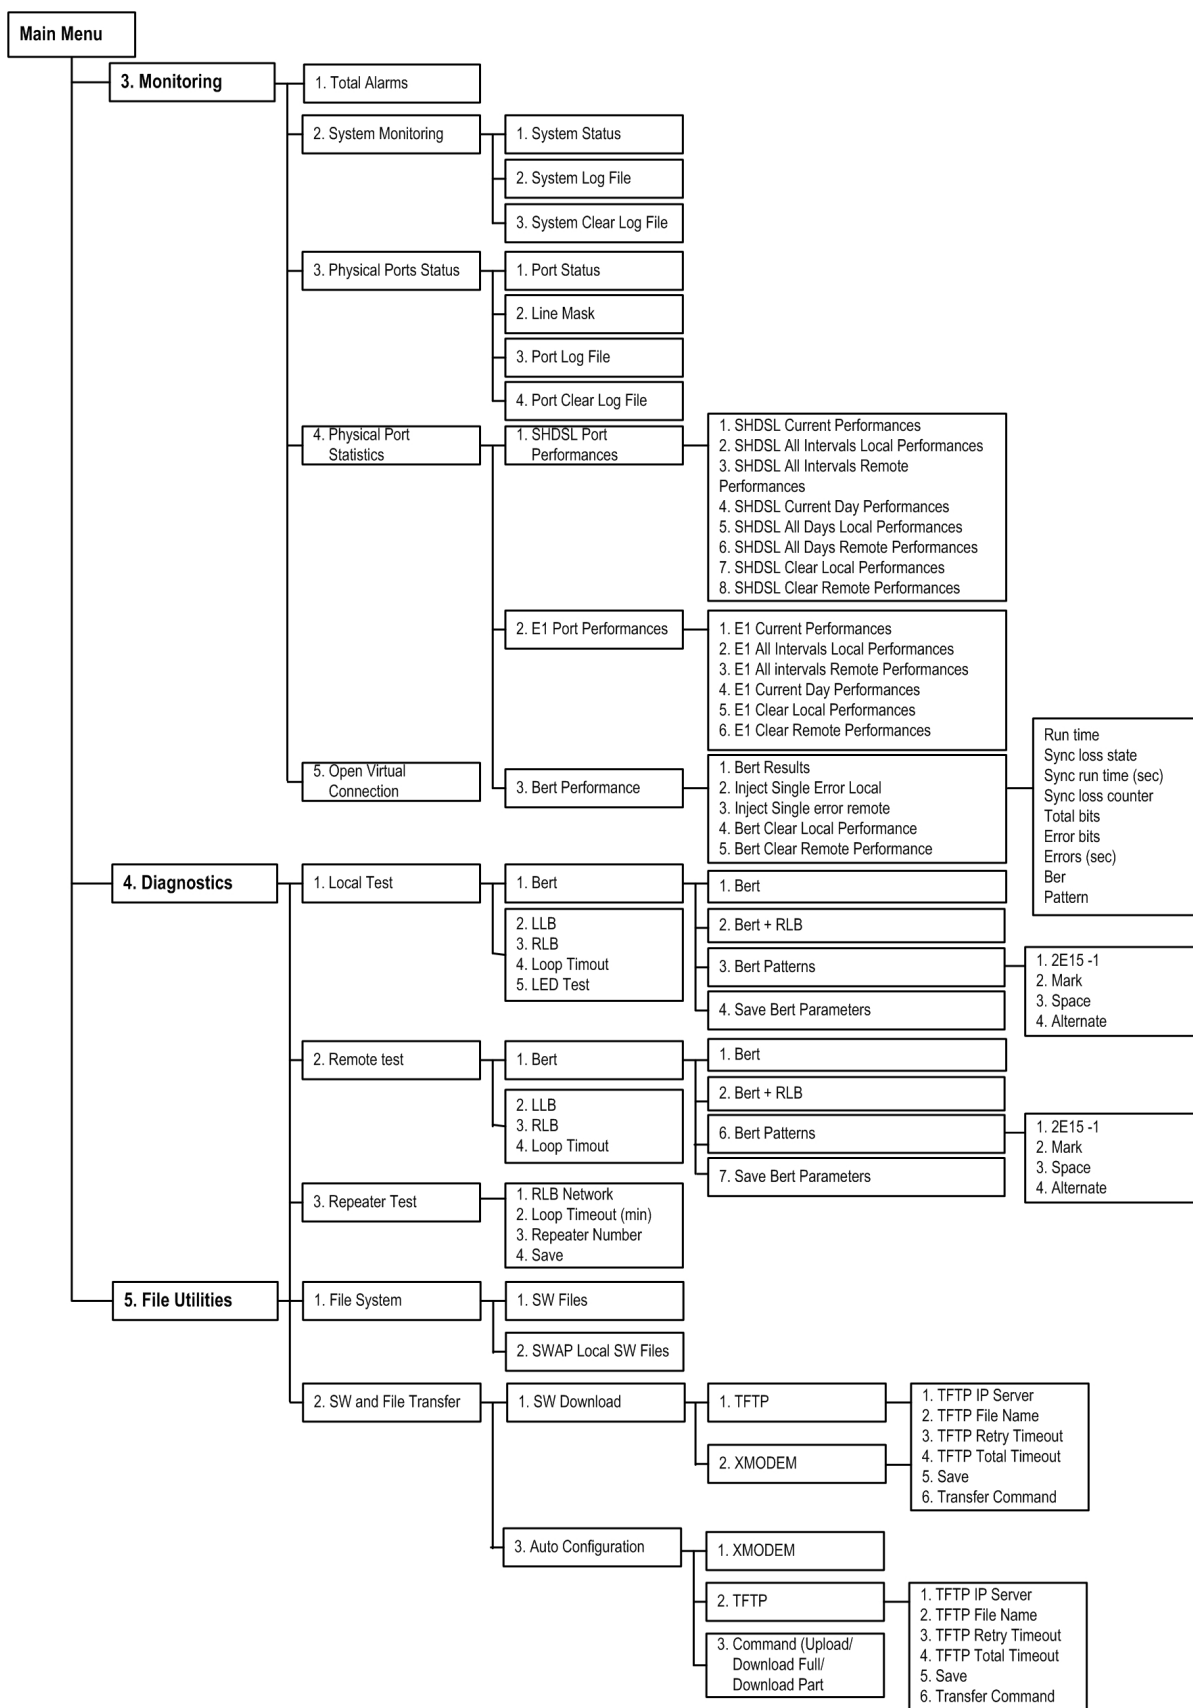 Main Menu
3. Monitoring
1. Total Alarms
2. System Monitoring
1. System Status
2. System Log File
3. System Clear Log File
3. Physical Ports Status
1. Port Status
2. Line Mask
3. Port Log File
4. Port Clear Log File
4. Physical Port
Statistics
1. SHDSL Port
Performances
1. SHDSL Current Performances
2. SHDSL All Intervals Local Performances
3. SHDSL All Intervals Remote
Performances
4. SHDSL Current Day Performances
5. SHDSL All Days Local Performances
6. SHDSL All Days Remote Performances
7. SHDSL Clear Local Performances
8. SHDSL Clear Remote Performances
2. E1 Port Performances
1. E1 Current Performances
2. E1 All Intervals Local Performances
3. E1 All intervals Remote Performances
4. E1 Current Day Performances
5. E1 Clear Local Performances
6. E1 Clear Remote Performances
3. Bert Performance
1. Bert Results
2. Inject Single Error Local
3. Inject Single error remote
4. Bert Clear Local Performance
5. Bert Clear Remote Performance
Run time
Sync loss state
Sync run time (sec)
Sync loss counter
Total bits
Error bits
Errors (sec)
Ber
Pattern
5. Open Virtual
Connection
4. Diagnostics
1. Local Test
1. Bert
1. Bert
2. Bert + RLB
3. Bert Patterns
1. 2E15 -1
2. Mark
3. Space
4. Alternate
4. Save Bert Parameters
2. LLB
3. RLB
4. Loop Timout
5. LED Test
2. Remote test
1. Bert
1. Bert
2. Bert + RLB
6. Bert Patterns
1. 2E15 -1
2. Mark
3. Space
4. Alternate
7. Save Bert Parameters
2. LLB
3. RLB
4. Loop Timout
3. Repeater Test
1. RLB Network
2. Loop Timeout (min)
3. Repeater Number
4. Save
5. File Utilities
1. File System
1. SW Files
2. SWAP Local SW Files
2. SW and File Transfer
1. SW Download
1. TFTP
2. XMODEM
1. TFTP IP Server
2. TFTP File Name
3. TFTP Retry Timeout
4. TFTP Total Timeout
5. Save
6. Transfer Command
3. Auto Configuration
1. XMODEM
2. TFTP
1. TFTP IP Server
2. TFTP File Name
3. TFTP Retry Timeout
4. TFTP Total Timeout
5. Save
6. Transfer Command
3. Command (Upload/
Download Full/
Download Part